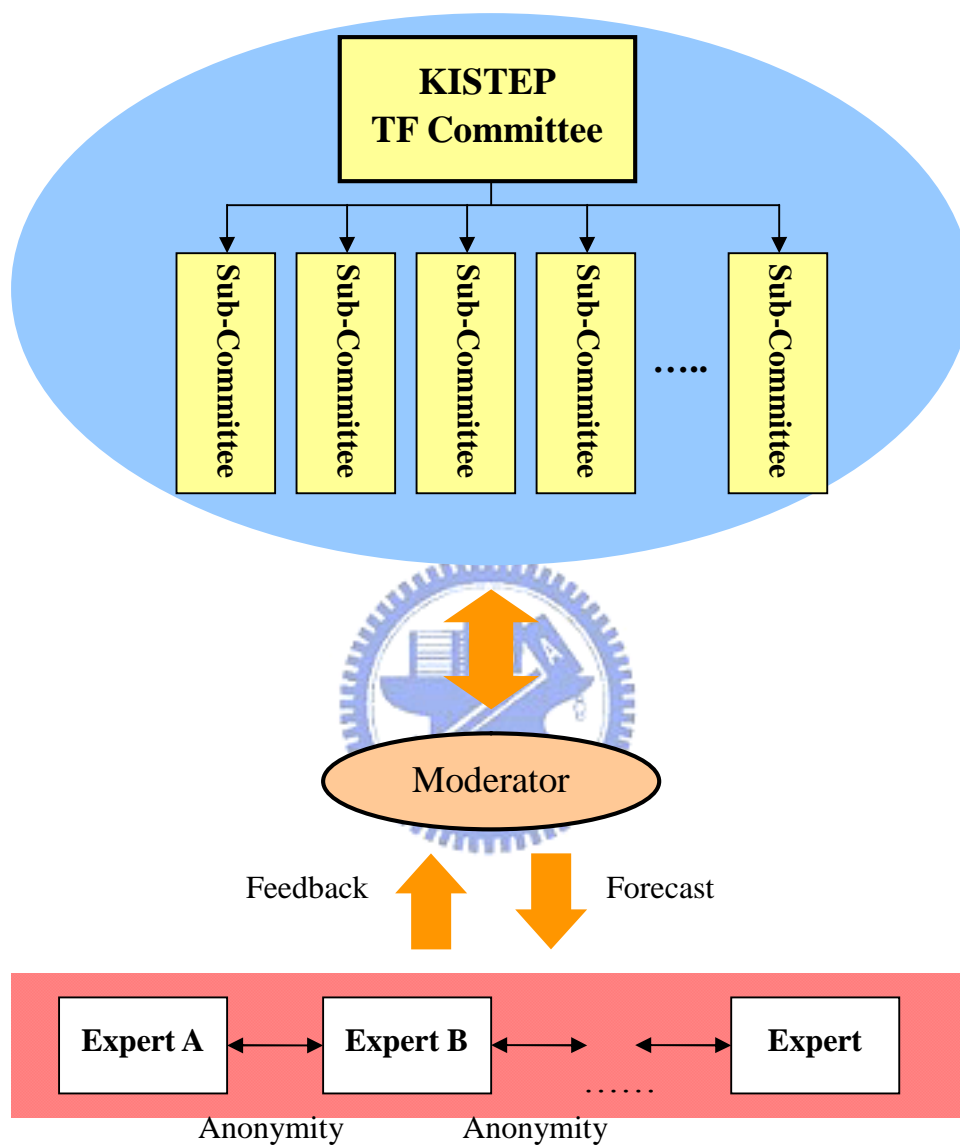 KISTEP
TF Committee
Sub-Committee
Sub-Committee
Sub-Committee
Sub-Committee
…..
Sub-Committee
Moderator
Feedback
Forecast
Expert A
Expert B
……
Expert
Anonymity
Anonymity